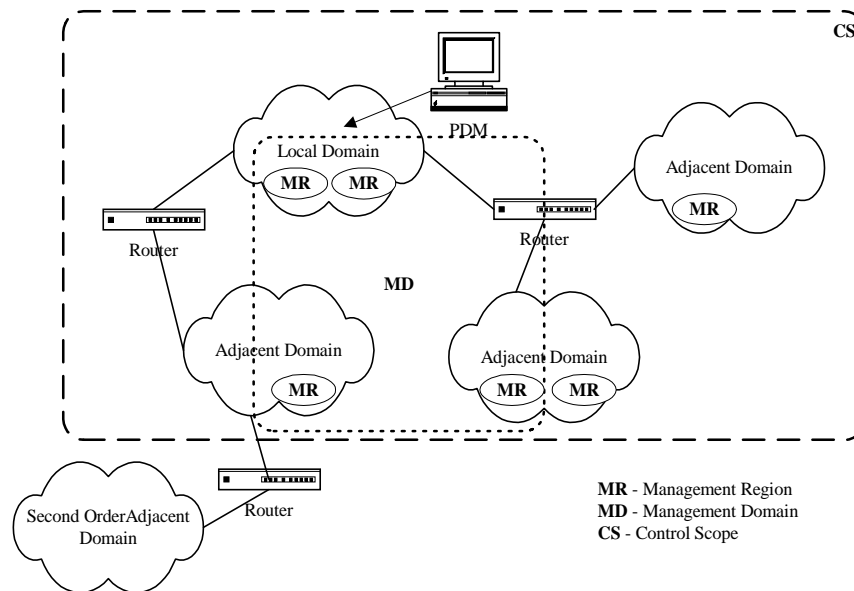 CS
PDM
Local Domain
MR MR
Adjacent Domain
MR
Router
Router
MD
Adjacent Domain
MR
Adjacent Domain
MR MR
Router
Second OrderAdjacent
Domain
MR - Management Region
MD - Management Domain
CS - Control Scope